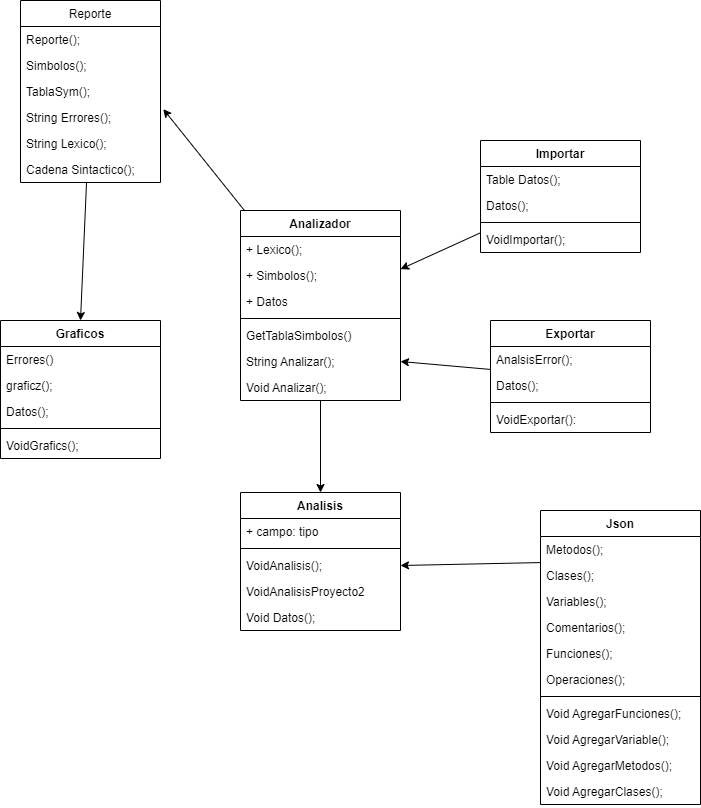 Reporte
Reporte();
Simbolos();
TablaSym();
String Errores();
String Lexico();
Cadena Sintactico();
Importar
Table Datos();
Datos();
VoidImportar();
Analizador
+ Lexico();
+ Simbolos();
+ Datos
GetTablaSimbolos()
String Analizar();
Void Analizar();
Graficos
Errores()
graficz();
Datos();
VoidGrafics();
Exportar
AnalsisError();
Datos();
VoidExportar():
Analisis
+ campo: tipo
VoidAnalisis();
VoidAnalisisProyecto2
Void Datos();
Json
Metodos();
Clases();
Variables();
Comentarios();
Funciones();
Operaciones();
Void AgregarFunciones();
Void AgregarVariable();
Void AgregarMetodos();
Void AgregarClases();